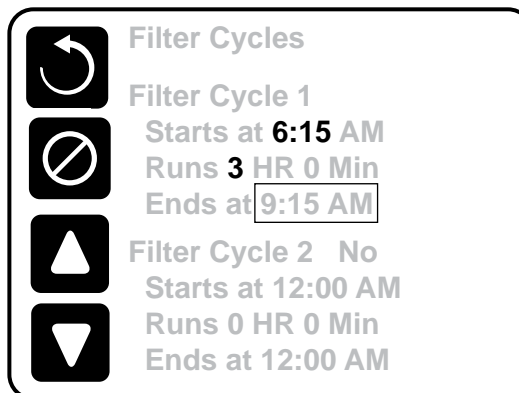 Filter Cycles
Filter Cycle 1
Starts at 6:15 AM
Runs 3 HR 0 Min
Ends at 9:15 AM
Filter Cycle 2 No
Starts at 12:00 AM
Runs 0 HR 0 Min
Ends at 12:00 AM